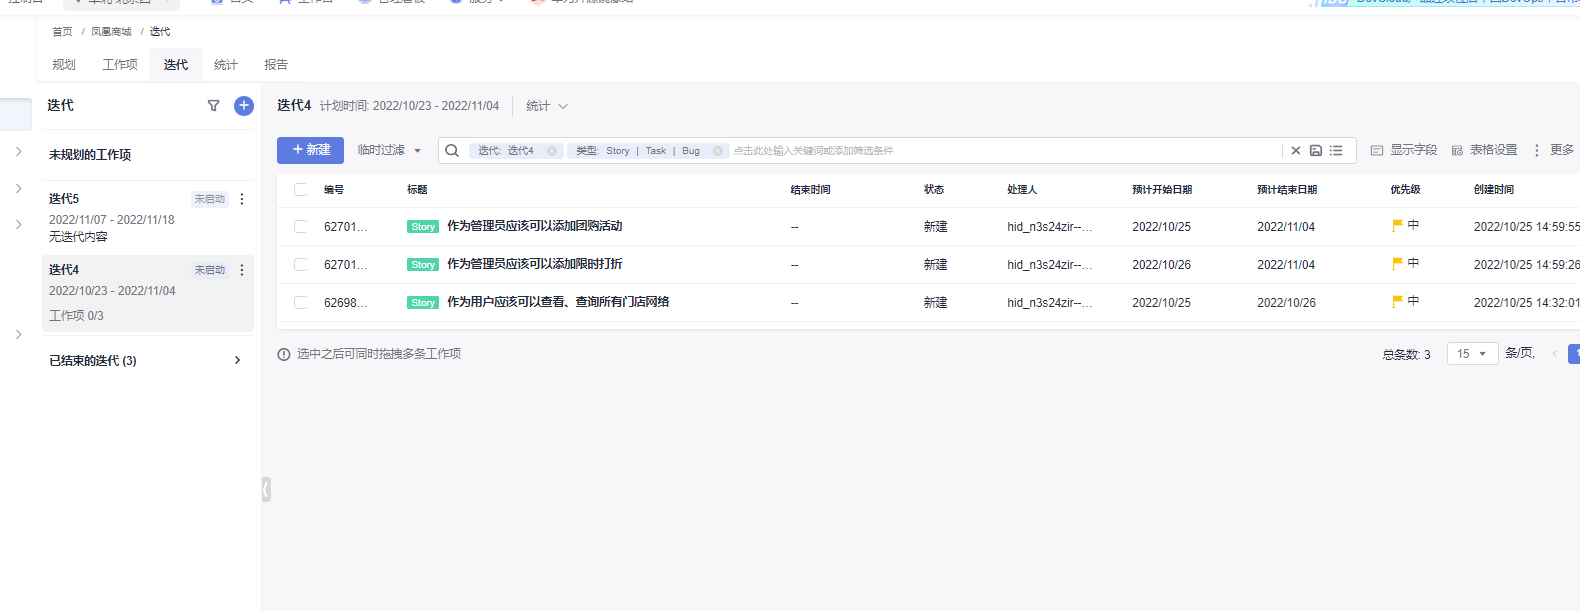 首页 / 凤凰商城 / 迭代
规划 工作项 迭代 统计 报告
迭代
未规划的工作项
迭代5 未启动
2022/11/07 - 2022/11/18
无迭代内容
迭代4 未启动
2022/10/23 - 2022/11/04
工作项 0/3
已结束的迭代 (3)
迭代4 计划时间: 2022/10/23 - 2022/11/04 统计
+ 新建 临时过滤 迭代: 迭代4 类型: Story | Task | Bug 点击此处输入关键词或添加筛选条件 显示字段 表格设置 更多
编号 标题 结束时间 状态 处理人 预计开始日期 预计结束日期 优先级 创建时间
62701... Story 作为管理员应该可以添加团购活动 -- 新建 hid_n3s24zir--... 2022/10/25 2022/11/04 中 2022/10/25 14:59:55
62701... Story 作为管理员应该可以添加限时打折 -- 新建 hid_n3s24zir--... 2022/10/26 2022/11/04 中 2022/10/25 14:59:26
62698... Story 作为用户应该可以查看、查询所有门店网络 -- 新建 hid_n3s24zir--... 2022/10/25 2022/10/26 中 2022/10/25 14:32:01
选中之后可同时拖拽多条工作项
总条数: 3 15 条/页,